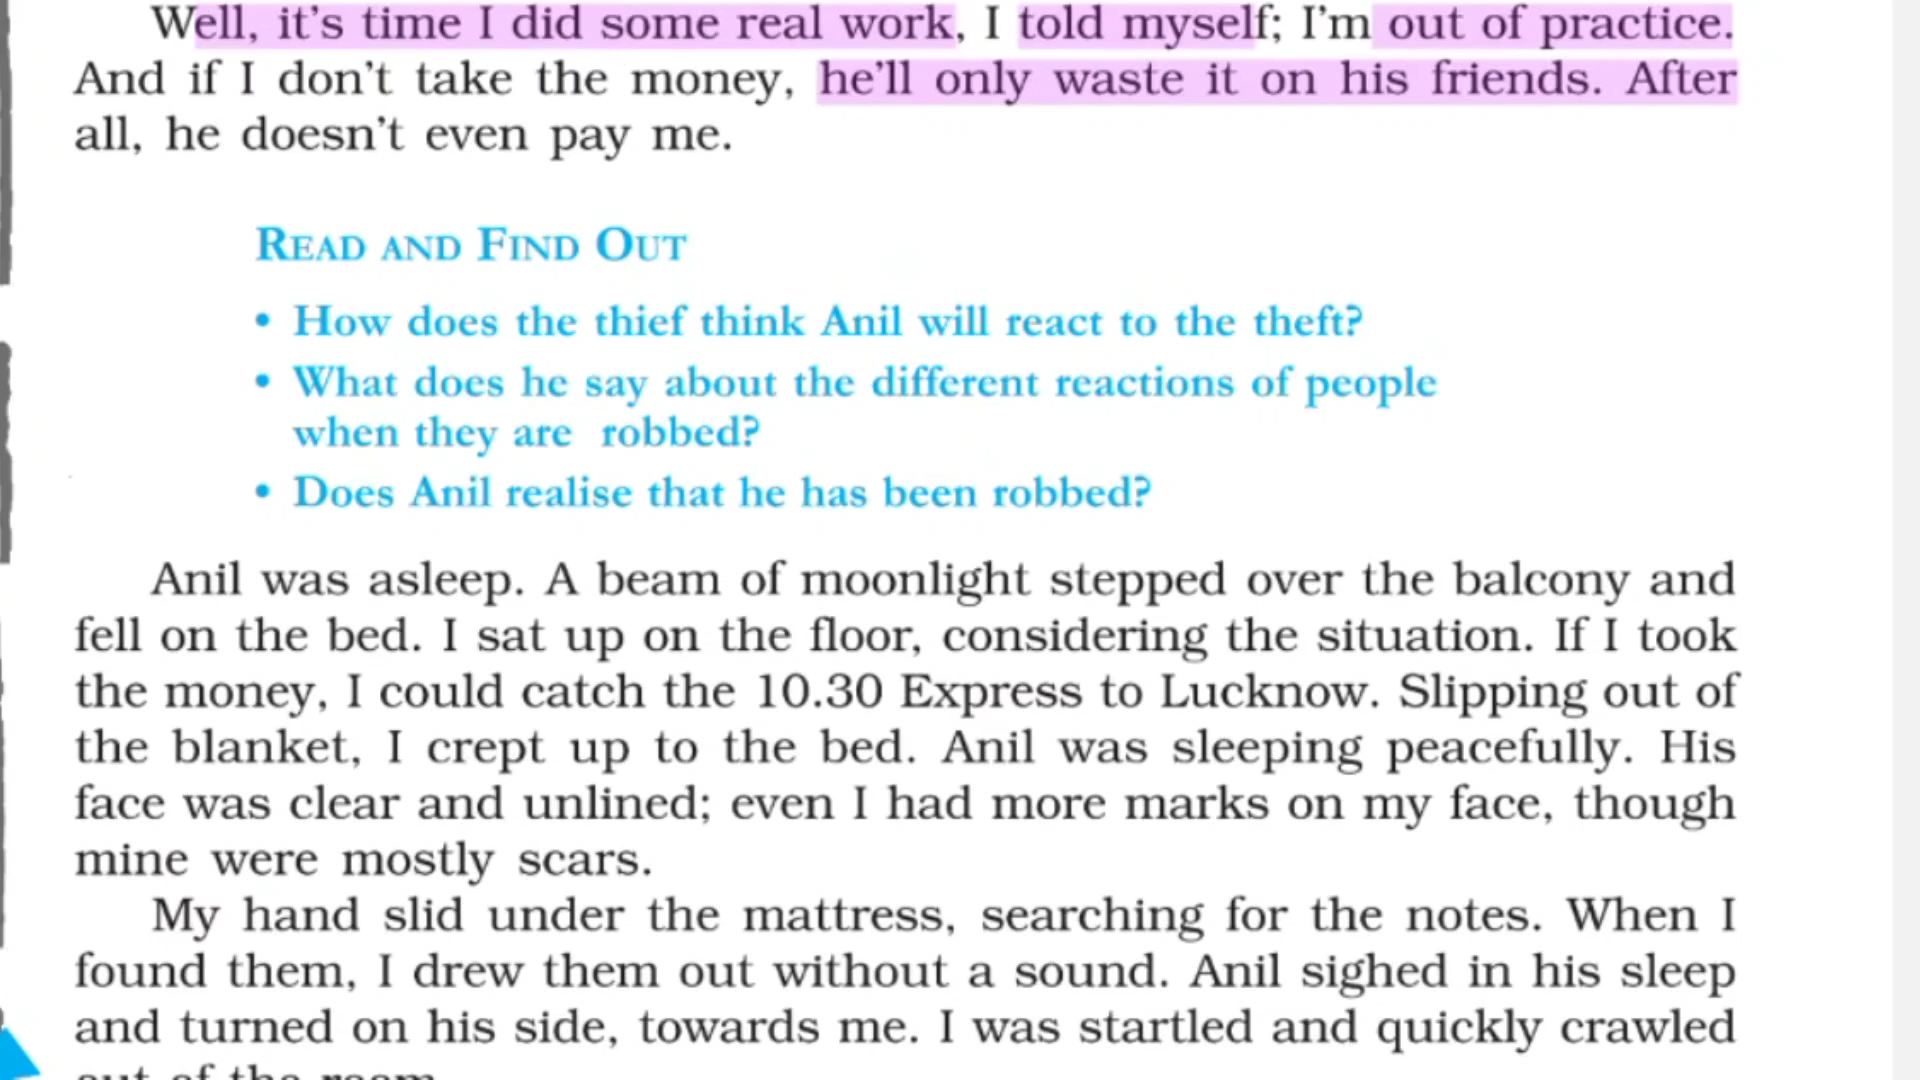 Well, it's time I did some real work, I told myself; I'm out of practice.
And if I don't take the money, he'll only waste it on his friends. After
all, he doesn't even pay me.
READ AND FIND OUT
• How does the thief think Anil will react to the theft?
• What does he say about the different reactions of people
when they are robbed?
• Does Anil realise that he has been robbed?
Anil was asleep. A beam of moonlight stepped over the balcony and
fell on the bed. I sat up on the floor, considering the situation. If I took
the money, I could catch the 10.30 Express to Lucknow. Slipping out of
the blanket, I crept up to the bed. Anil was sleeping peacefully. His
face was clear and unlined; even I had more marks on my face, though
mine were mostly scars.
My hand slid under the mattress, searching for the notes. When I
found them, I drew them out without a sound. Anil sighed in his sleep
and turned on his side, towards me. I was startled and quickly crawled
out of the room.